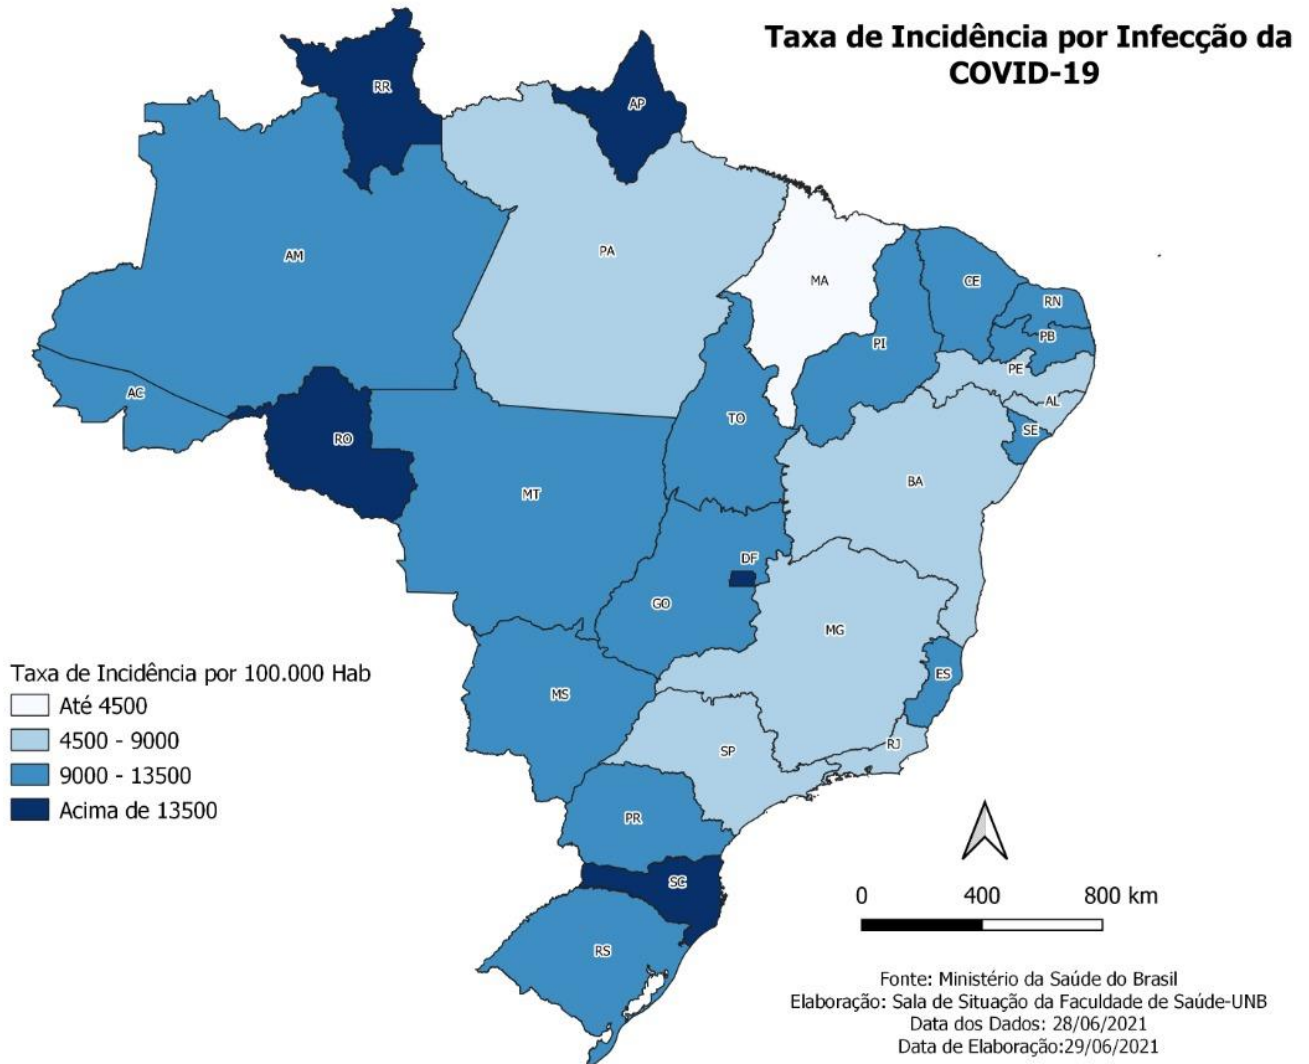 Taxa de Incidência por Infecção da
COVID-19
RR
AP
AM
PA
MA
CE
RN
PB
PI
PE
AC
AL
TO
SE
RO
BA
MT
DF
GO
MG
ES
MS
RJ
SP
PR
SC
RS
Taxa de Incidência por 100.000 Hab
Até 4500
4500 - 9000
9000 - 13500
Acima de 13500
0 400 800 km
Fonte: Ministério da Saúde do Brasil
Elaboração: Sala de Situação da Faculdade de Saúde-UNB
Data dos Dados: 28/06/2021
Data de Elaboração:29/06/2021